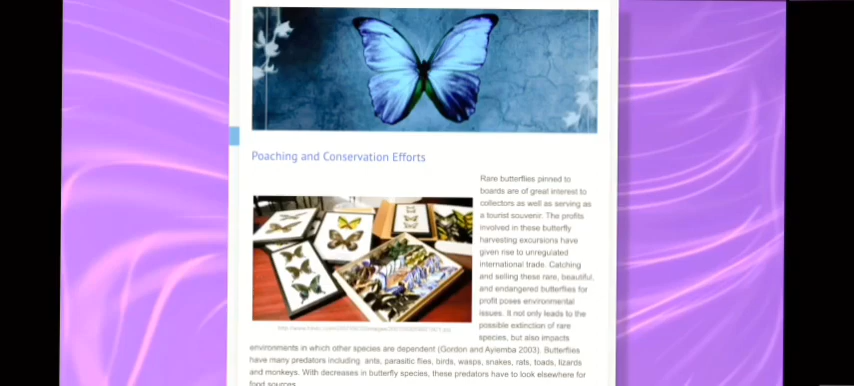 Poaching and Conservation Efforts
Rare butterflies pinned to
boards are of great interest to
collectors as well as serving as
a tourist souvenir. The profits
involved in these butterfly
harvesting excursions have
given rise to unregulated
international trade. Catching
and selling these rare, beautiful,
and endangered butterflies for
profit poses environmental
issues. It not only leads to the
possible extinction of rare
species, but also impacts
environments in which other species are dependent (Gordon and Ayiemba 2003). Butterflies
have many predators including ants, parasitic flies, birds, wasps, snakes, rats, toads, lizards
and monkeys. With decreases in butterfly species, these predators have to look elsewhere for
food sources.